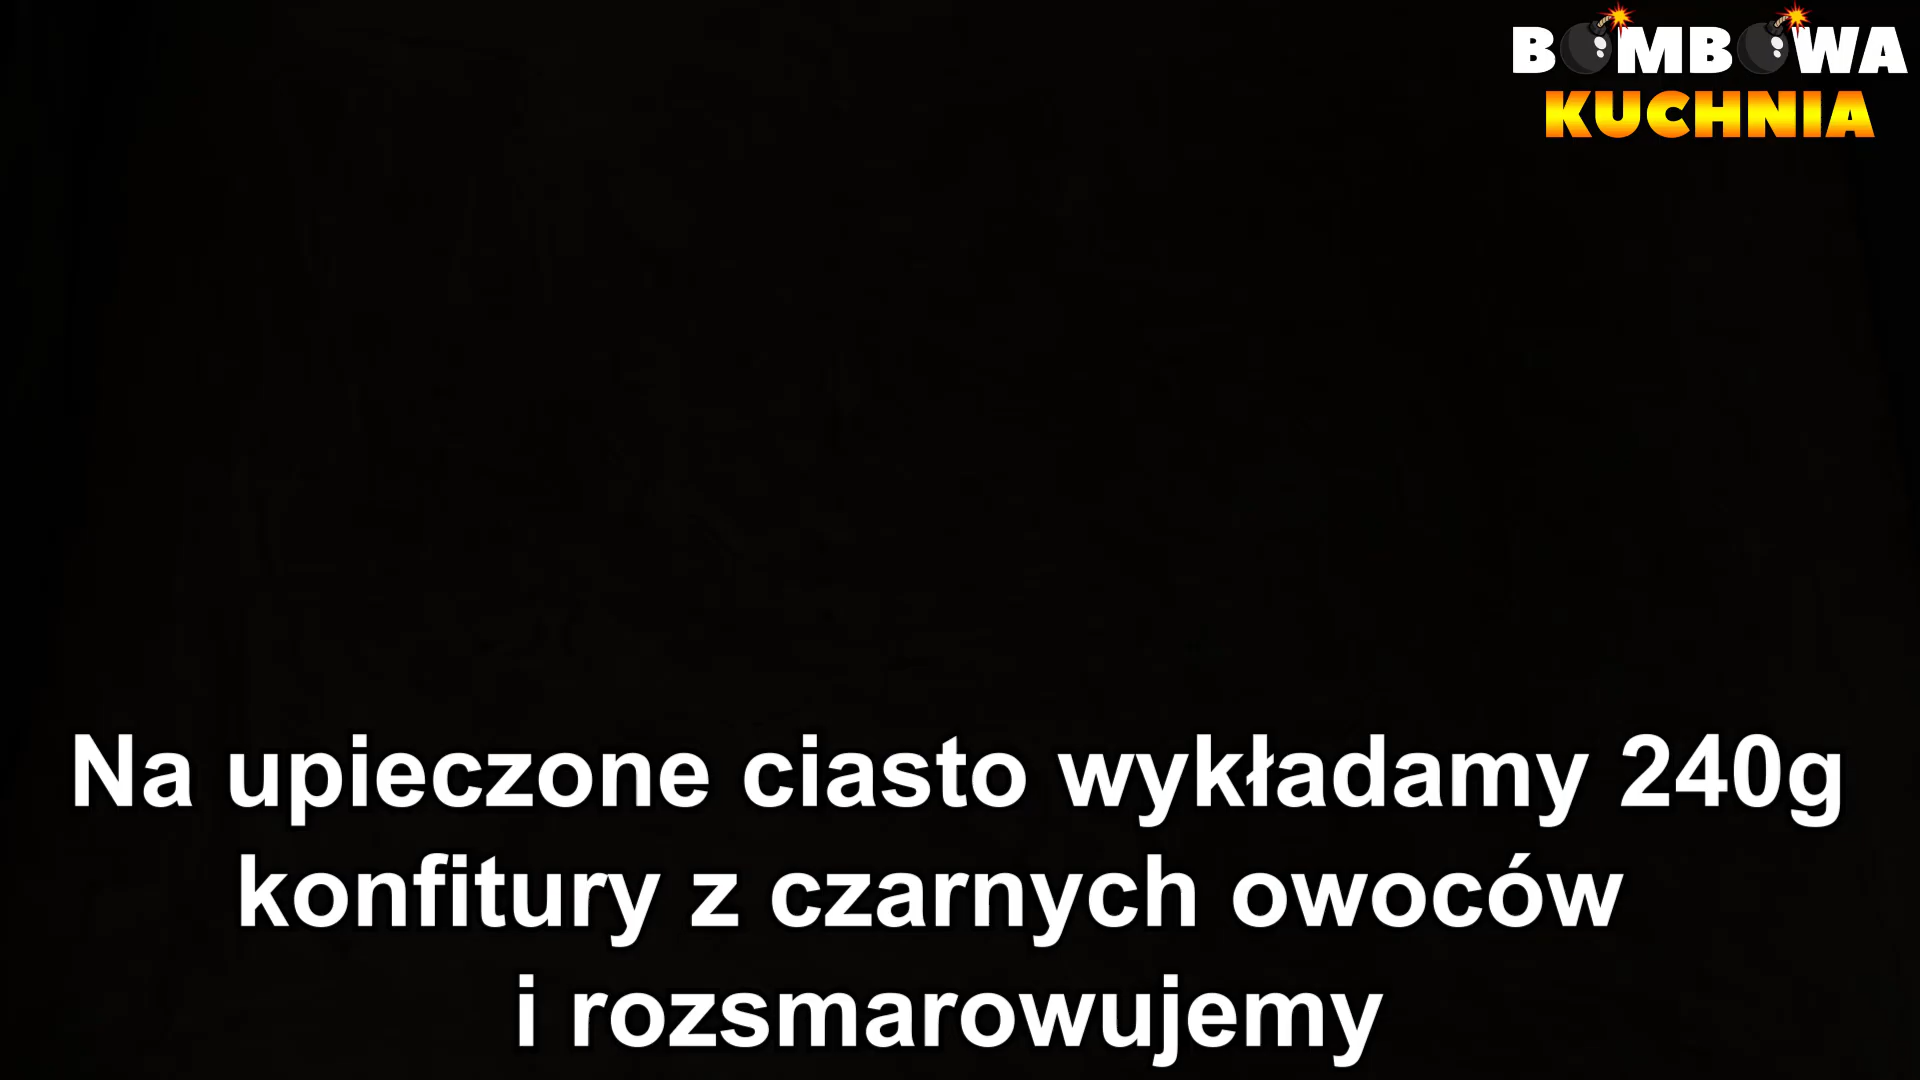 BOMBOWA
KUCHNIA
Na upieczone ciasto wykładamy 240g
konfitury z czarnych owoców
i rozsmarowujemy